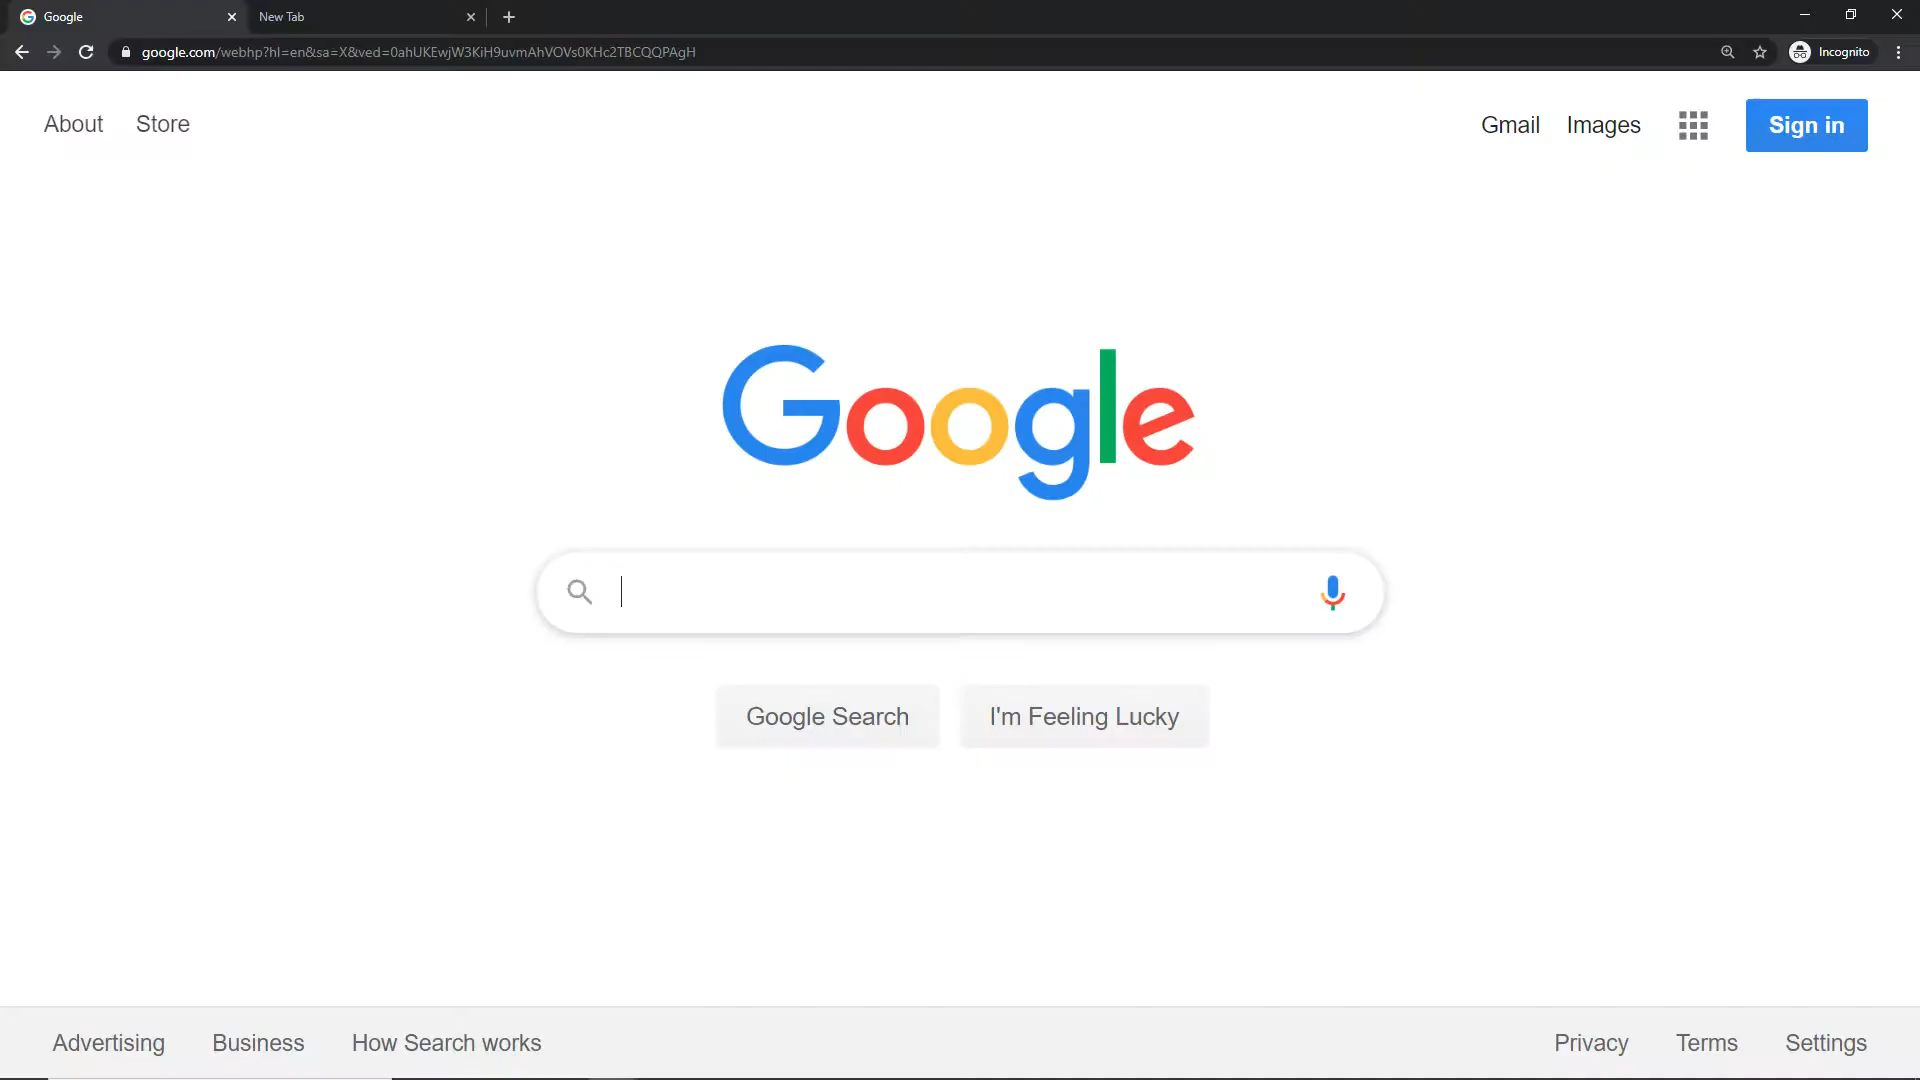 Google
New Tab
google.com/webhp?hl=en&sa=X&ved=0ahUKEwjW3KiH9uvmAhVOVs0KHc2TBCQQPAgH
Incognito
About Store
Gmail Images Sign in
Google
Google Search I'm Feeling Lucky
Advertising Business How Search works
Privacy Terms Settings